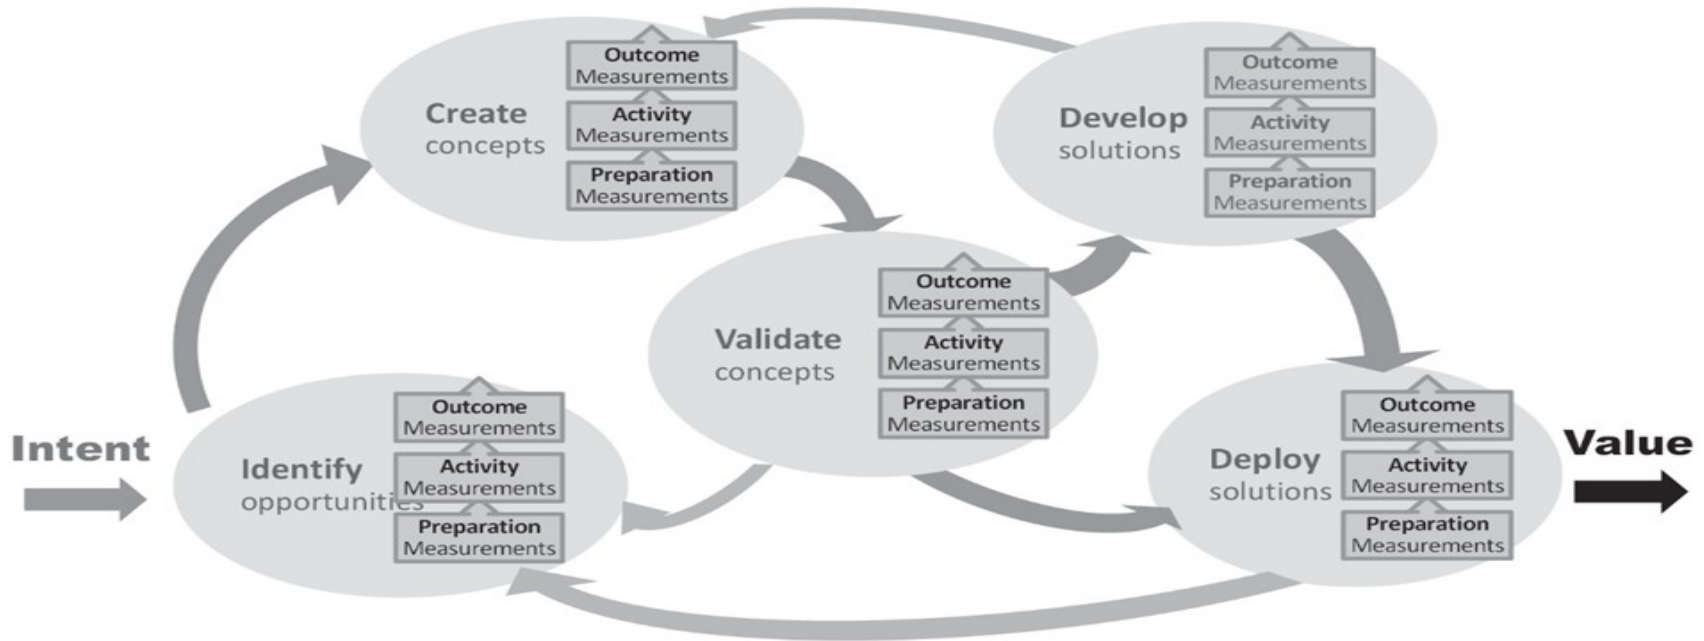 Intent
Identify
opportunities
Outcome
Measurements
Activity
Measurements
Preparation
Measurements
Create
concepts
Outcome
Measurements
Activity
Measurements
Preparation
Measurements
Validate
concepts
Outcome
Measurements
Activity
Measurements
Preparation
Measurements
Develop
solutions
Outcome
Measurements
Activity
Measurements
Preparation
Measurements
Deploy
solutions
Outcome
Measurements
Activity
Measurements
Preparation
Measurements
Value